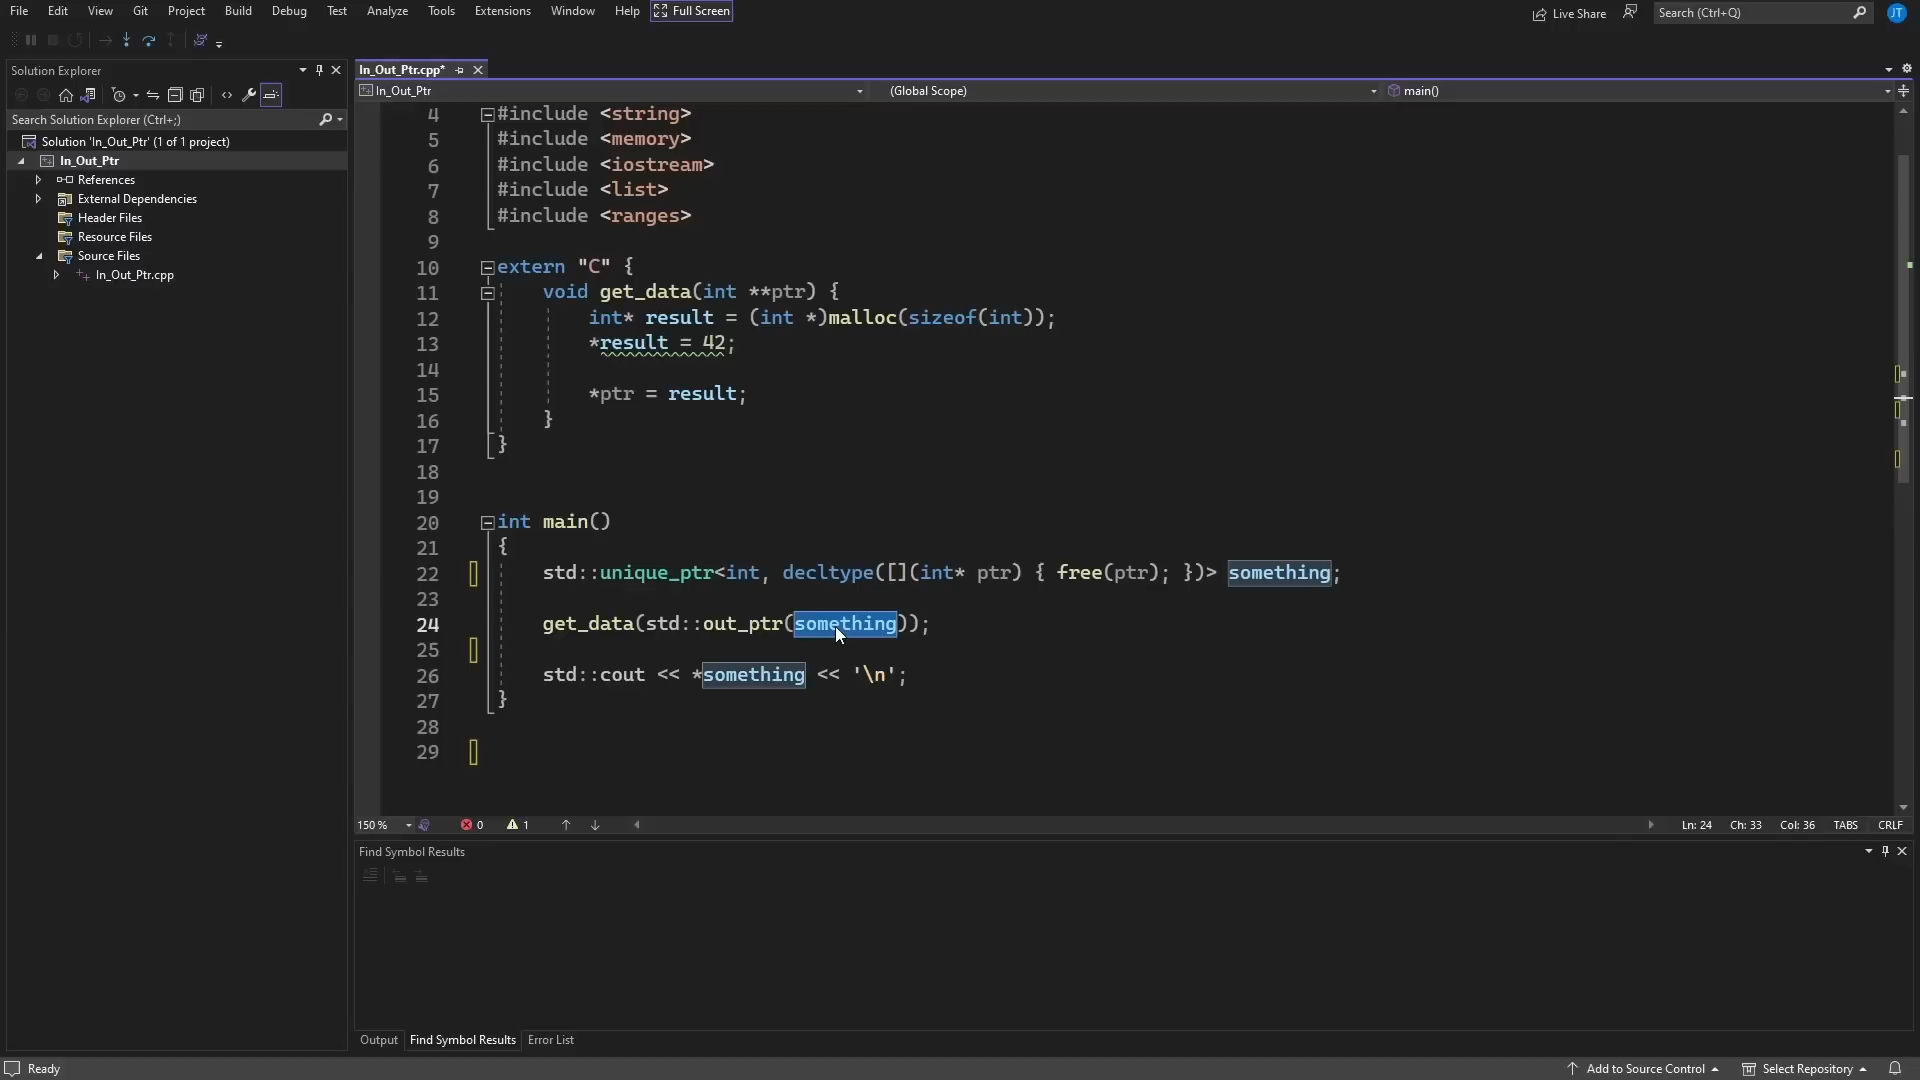 File Edit View Git Project Build Debug Test Analyze Tools Extensions Window Help Full Screen
Live Share Search (Ctrl+Q) JT
Solution Explorer
Search Solution Explorer (Ctrl+;)
Solution 'In_Out_Ptr' (1 of 1 project)
In_Out_Ptr
References
External Dependencies
Header Files
Resource Files
Source Files
In_Out_Ptr.cpp
In_Out_Ptr.cpp*
In_Out_Ptr (Global Scope) main()
4 #include <string>
5 #include <memory>
6 #include <iostream>
7 #include <list>
8 #include <ranges>
9
10 extern "C" {
11 void get_data(int **ptr) {
12 int* result = (int *)malloc(sizeof(int));
13 *result = 42;
14
15 *ptr = result;
16 }
17 }
18
19
20 int main()
21 {
22 std::unique_ptr<int, decltype([](int* ptr) { free(ptr); })> something;
23
24 get_data(std::out_ptr(something));
25
26 std::cout << *something << '\n';
27 }
28
29
150 % 0 1 Ln: 24 Ch: 33 Col: 36 TABS CRLF
Find Symbol Results
Output Find Symbol Results Error List
Ready Add to Source Control Select Repository